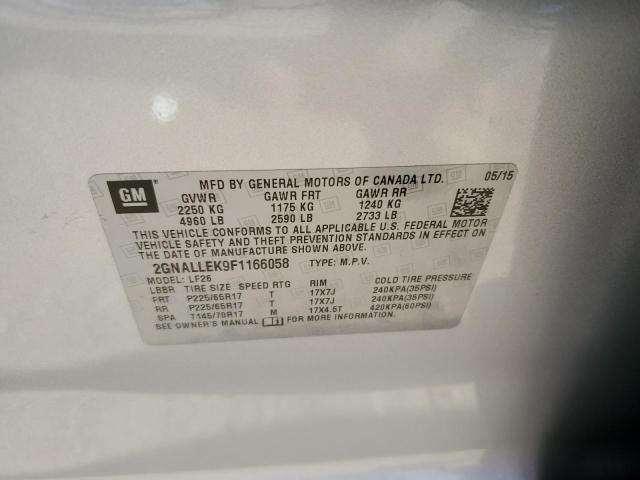 GM
MFD BY GENERAL MOTORS OF CANADA LTD. 05/15
GVWR GAWR FRT GAWR RR
2250 KG 1175 KG 1240 KG
4960 LB 2590 LB 2733 LB
THIS VEHICLE CONFORMS TO ALL APPLICABLE U.S. FEDERAL MOTOR
VEHICLE SAFETY AND THEFT PREVENTION STANDARDS IN EFFECT ON
THE DATE OF MANUFACTURE SHOWN ABOVE.
2GNALLEK9F1166058 TYPE: M.P.V.
MODEL: LF26
LBBR TIRE SIZE SPEED RTG RIM COLD TIRE PRESSURE
FRT P225/65R17 T 17X7J 240KPA(35PSI)
RR P225/65R17 T 17X7J 240KPA(35PSI)
SPA T145/70R17 M 17X4.5T 420KPA(60PSI)
SEE OWNER'S MANUAL FOR MORE INFORMATION.